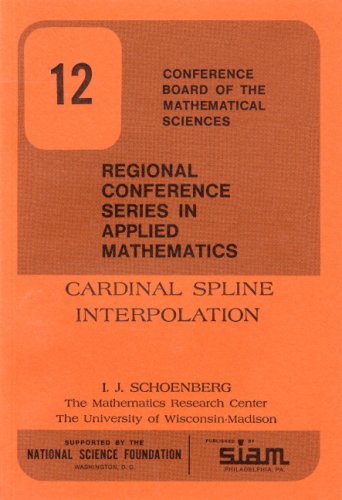 12
CONFERENCE
BOARD OF THE
MATHEMATICAL
SCIENCES
REGIONAL
CONFERENCE
SERIES IN
APPLIED
MATHEMATICS
CARDINAL SPLINE
INTERPOLATION
I. J. SCHOENBERG
The Mathematics Research Center
The University of Wisconsin-Madison
SUPPORTED BY THE
NATIONAL SCIENCE FOUNDATION
WASHINGTON, D. C.
PUBLISHED BY
siam
PHILADELPHIA, PA.